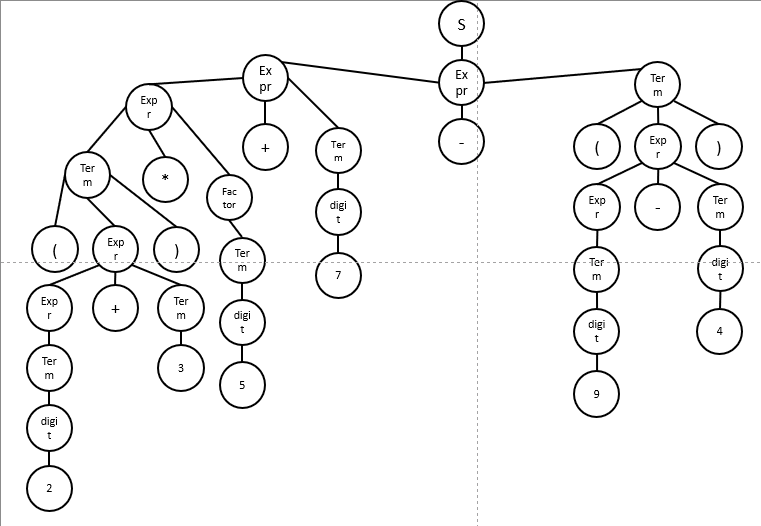 S
Ex
pr
Ex
pr
Ter
m
Exp
r
+
Ter
m
-
(
Exp
r
)
Ter
m
*
Fac
tor
digi
t
Exp
r
-
Ter
m
(
Exp
r
)
Ter
m
7
Ter
m
digi
t
Exp
r
+
Ter
m
digi
t
digi
t
4
Ter
m
3
5
9
digi
t
2